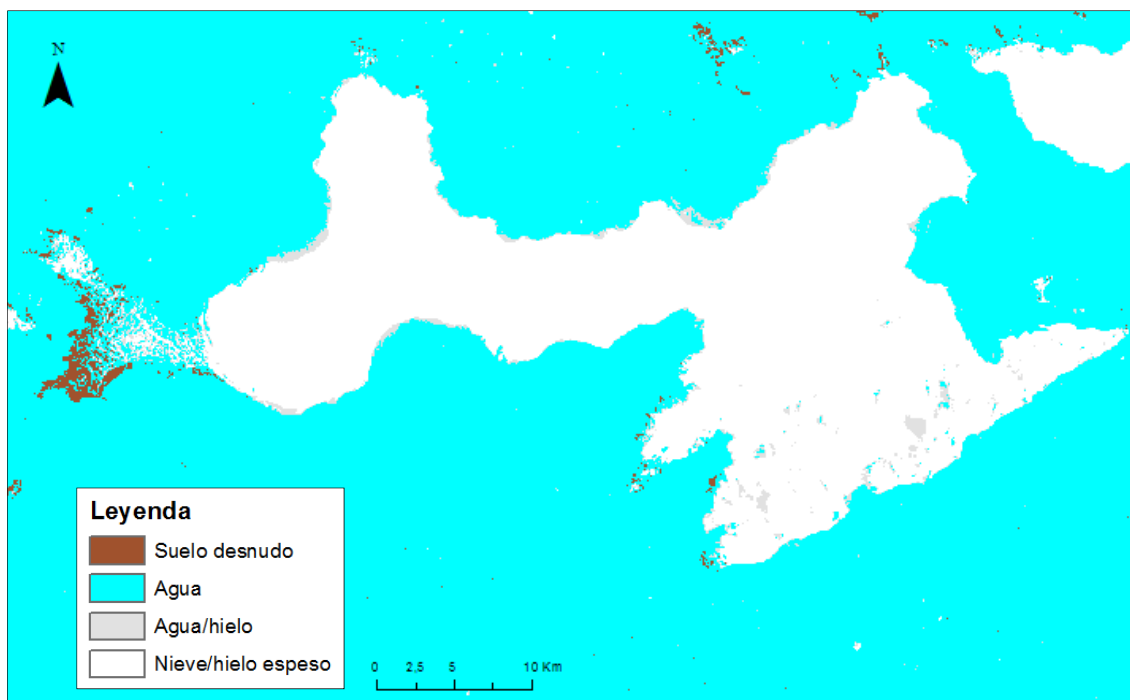 N
Leyenda
Suelo desnudo
Agua
Agua/hielo
Nieve/hielo espeso
0 2,5 5 10 Km